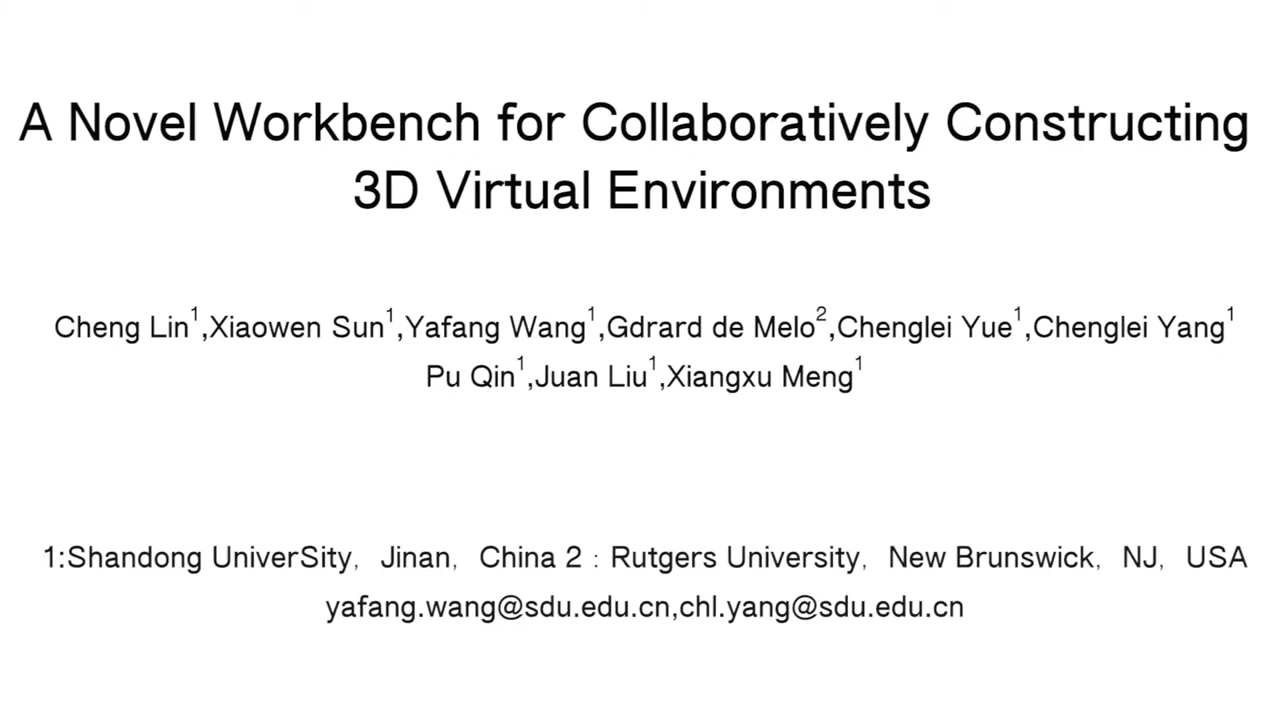 A Novel Workbench for Collaboratively Constructing
3D Virtual Environments
Cheng Lin¹,Xiaowen Sun¹,Yafang Wang¹,Gdrard de Melo²,Chenglei Yue¹,Chenglei Yang¹
Pu Qin¹,Juan Liu¹,Xiangxu Meng¹
1:Shandong UniverSity, Jinan, China 2 : Rutgers University, New Brunswick, NJ, USA
yafang.wang@sdu.edu.cn,chl.yang@sdu.edu.cn